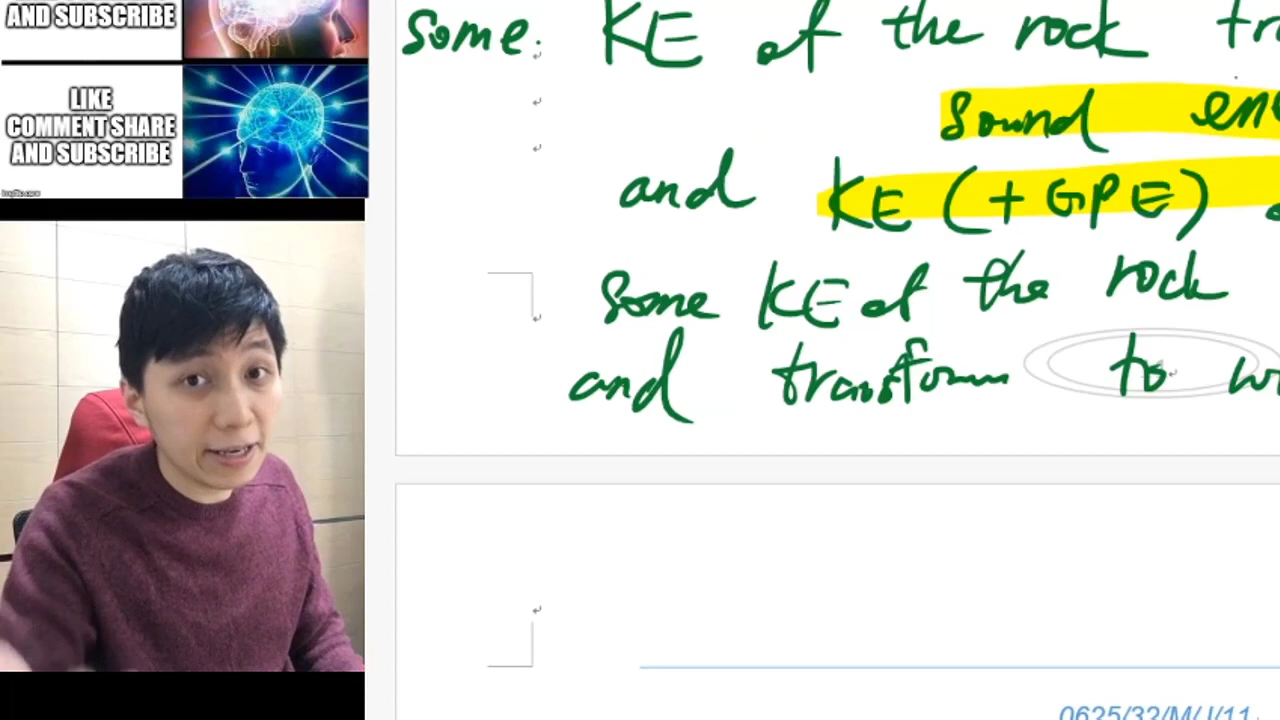 AND SUBSCRIBE
LIKE
COMMENT SHARE
AND SUBSCRIBE
some. KE of the rock
sound
and KE (+GPE)
Some KE of the rock
and transform to
0625/32/M/J/11